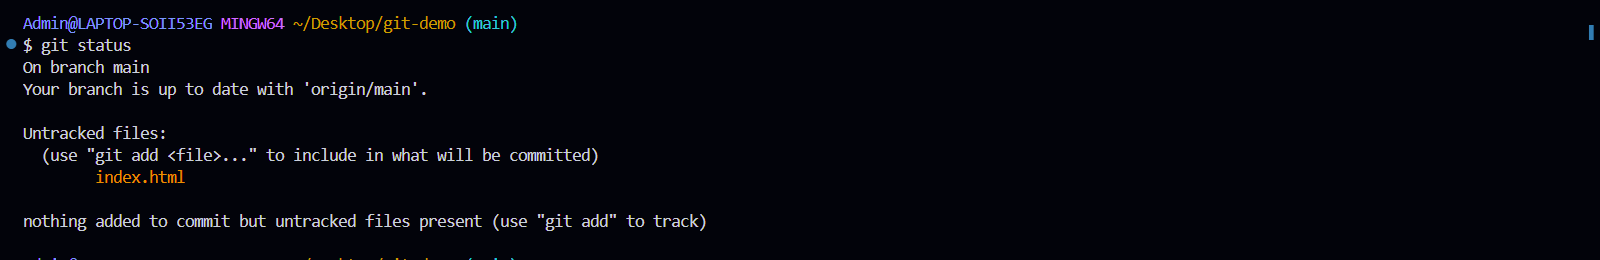 Admin@LAPTOP-SOII53EG MINGW64 ~/Desktop/git-demo (main)
$ git status
On branch main
Your branch is up to date with 'origin/main'.
Untracked files:
(use "git add <file>..." to include in what will be committed)
index.html
nothing added to commit but untracked files present (use "git add" to track)